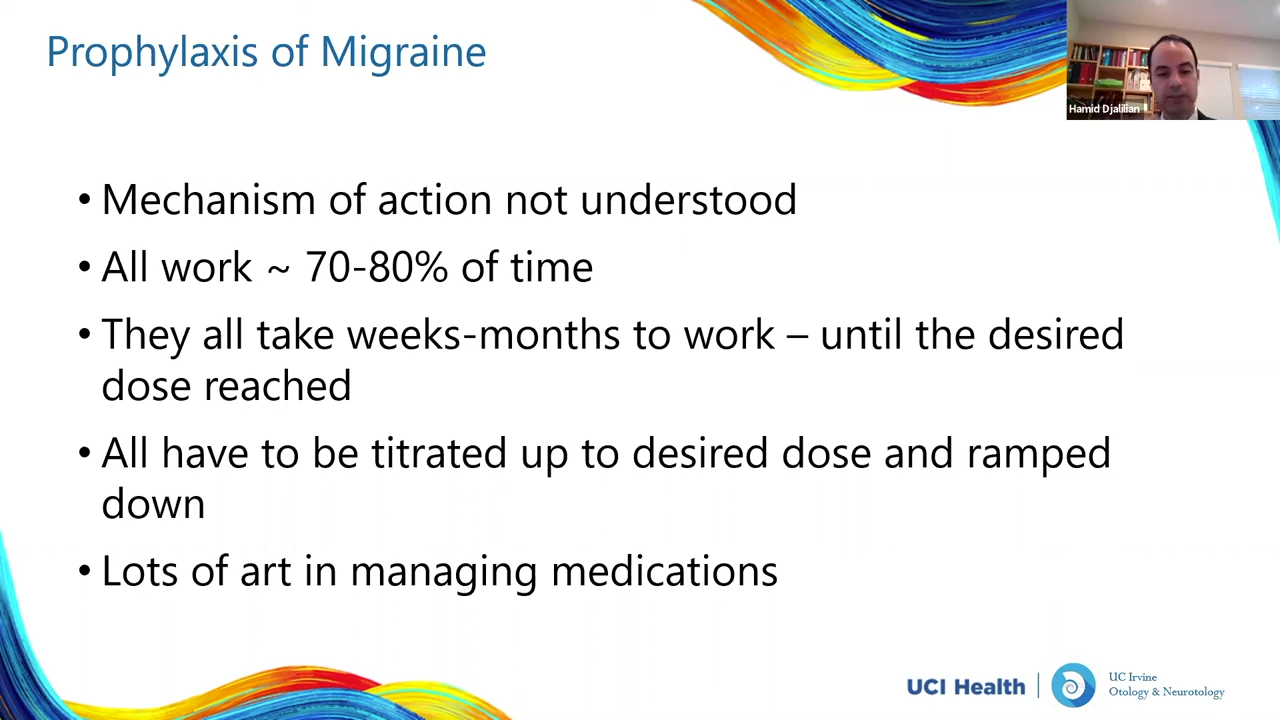 Prophylaxis of Migraine
Hamid Djalilian
• Mechanism of action not understood
• All work ~ 70-80% of time
• They all take weeks-months to work – until the desired
dose reached
• All have to be titrated up to desired dose and ramped
down
• Lots of art in managing medications
UCI Health
UC Irvine
Otology & Neurotology